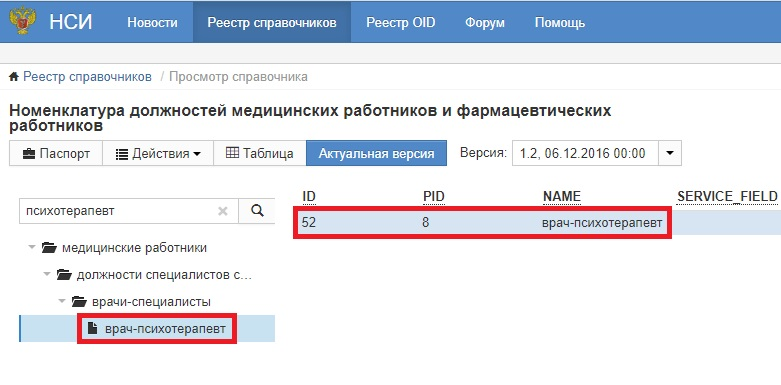 НСИ Новости Реестр справочников Реестр OID Форум Помощь
Реестр справочников / Просмотр справочника
Номенклатура должностей медицинских работников и фармацевтических
работников
Паспорт Действия Таблица Актуальная версия Версия: 1.2, 06.12.2016 00:00
ID PID NAME SERVICE_FIELD
психотерапевт
52 8 врач-психотерапевт
медицинские работники
должности специалистов с...
врачи-специалисты
врач-психотерапевт